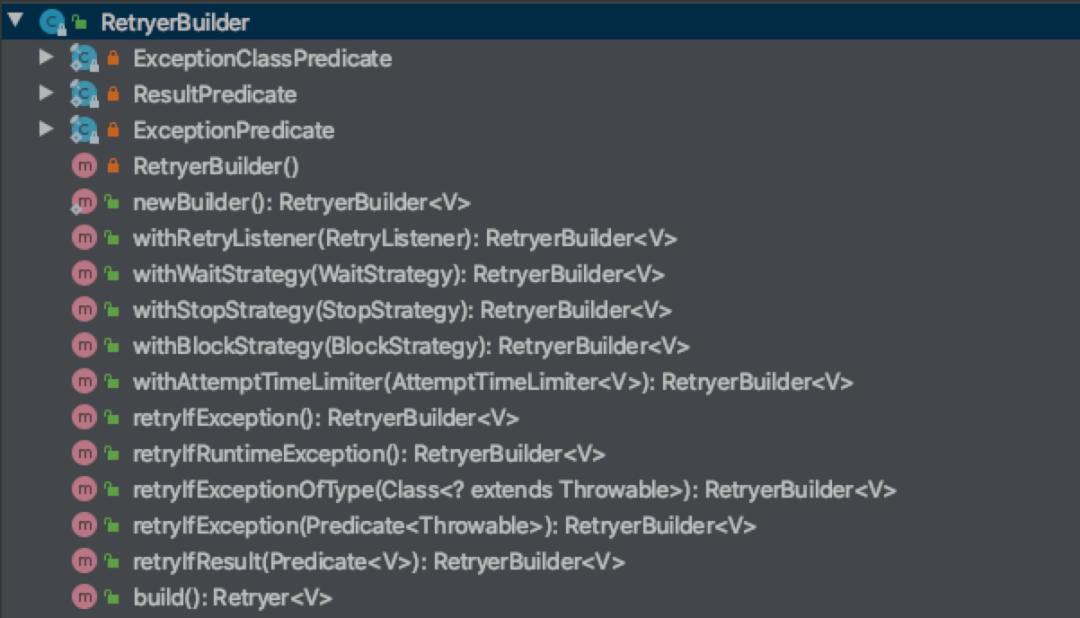 RetryerBuilder
ExceptionClassPredicate
ResultPredicate
ExceptionPredicate
RetryerBuilder()
newBuilder(): RetryerBuilder<V>
withRetryListener(RetryListener): RetryerBuilder<V>
withWaitStrategy(WaitStrategy): RetryerBuilder<V>
withStopStrategy(StopStrategy): RetryerBuilder<V>
withBlockStrategy(BlockStrategy): RetryerBuilder<V>
withAttemptTimeLimiter(AttemptTimeLimiter<V>): RetryerBuilder<V>
retryIfException(): RetryerBuilder<V>
retryIfRuntimeException(): RetryerBuilder<V>
retryIfExceptionOfType(Class<? extends Throwable>): RetryerBuilder<V>
retryIfException(Predicate<Throwable>): RetryerBuilder<V>
retryIfResult(Predicate<V>): RetryerBuilder<V>
build(): Retryer<V>